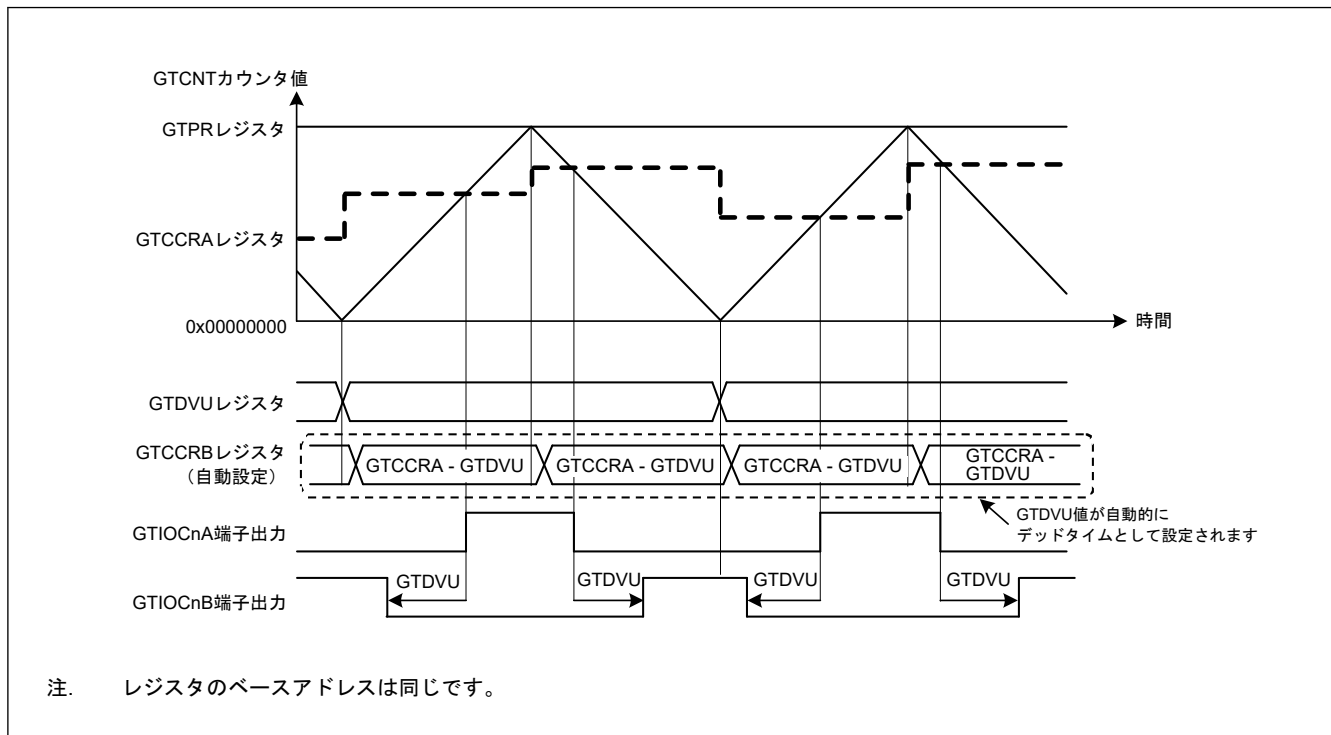 GTCNTカウンタ値
GTPRレジスタ
GTCCRAレジスタ
0x00000000
時間
GTDVUレジスタ
GTCCRBレジスタ
（自動設定）
GTCCRA - GTDVU
GTCCRA - GTDVU
GTCCRA - GTDVU
GTCCRA -
GTDVU
GTDVU値が自動的に
デッドタイムとして設定されます
GTIOCnA端子出力
GTDVU
GTDVU
GTDVU
GTDVU
GTIOCnB端子出力
注. レジスタのベースアドレスは同じです。